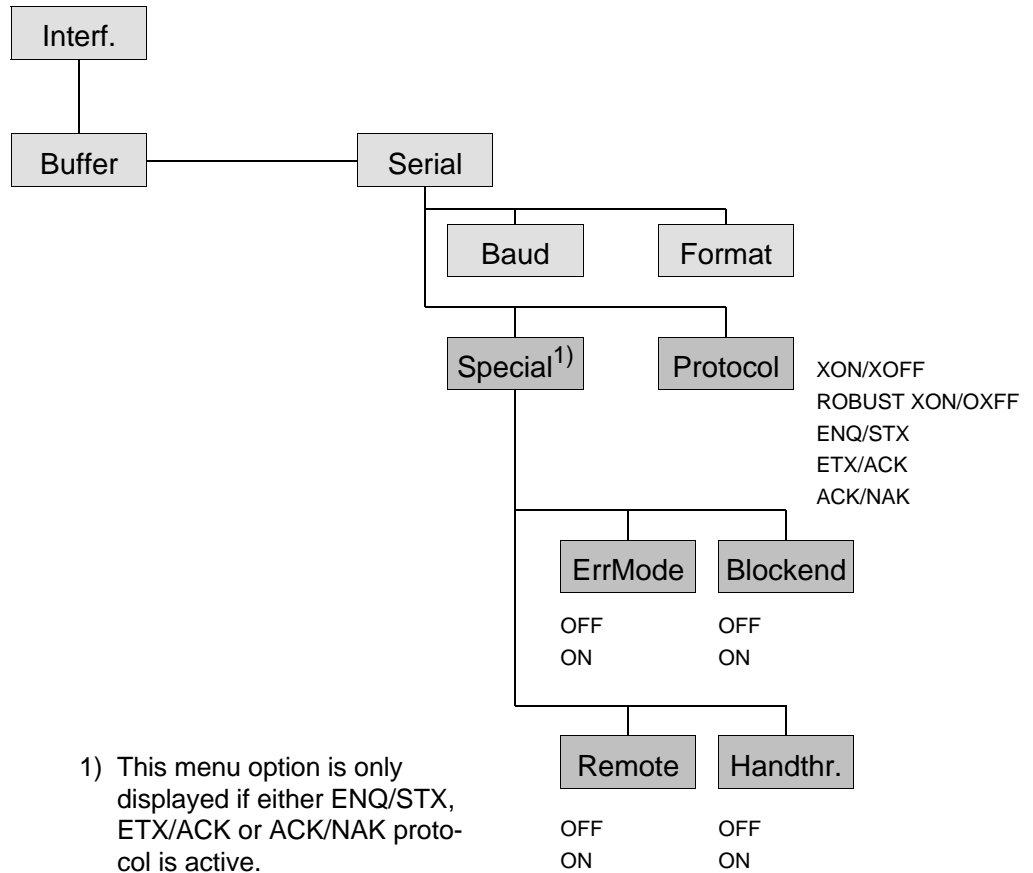 Interf.
Buffer
Serial
Baud
Format
Special1)
Protocol
XON/XOFF
ROBUST XON/OXFF
ENQ/STX
ETX/ACK
ACK/NAK
ErrMode
Blockend
OFF
OFF
ON
ON
Remote
Handthr.
OFF
OFF
ON
ON
1) This menu option is only
displayed if either ENQ/STX,
ETX/ACK or ACK/NAK proto-
col is active.